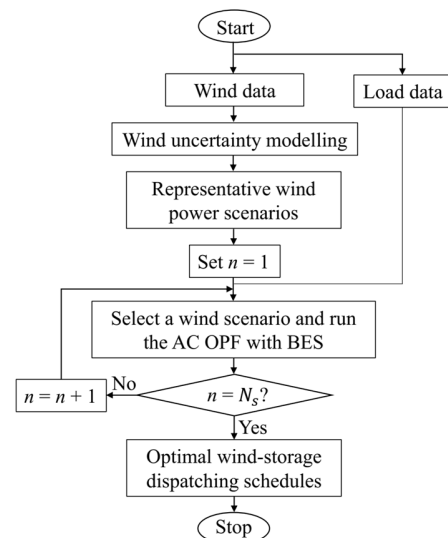 Start
Wind data
Load data
Wind uncertainty modelling
Representative wind
power scenarios
Set n = 1
Select a wind scenario and run
the AC OPF with BES
n = n + 1
No
n = Nₛ?
Yes
Optimal wind-storage
dispatching schedules
Stop